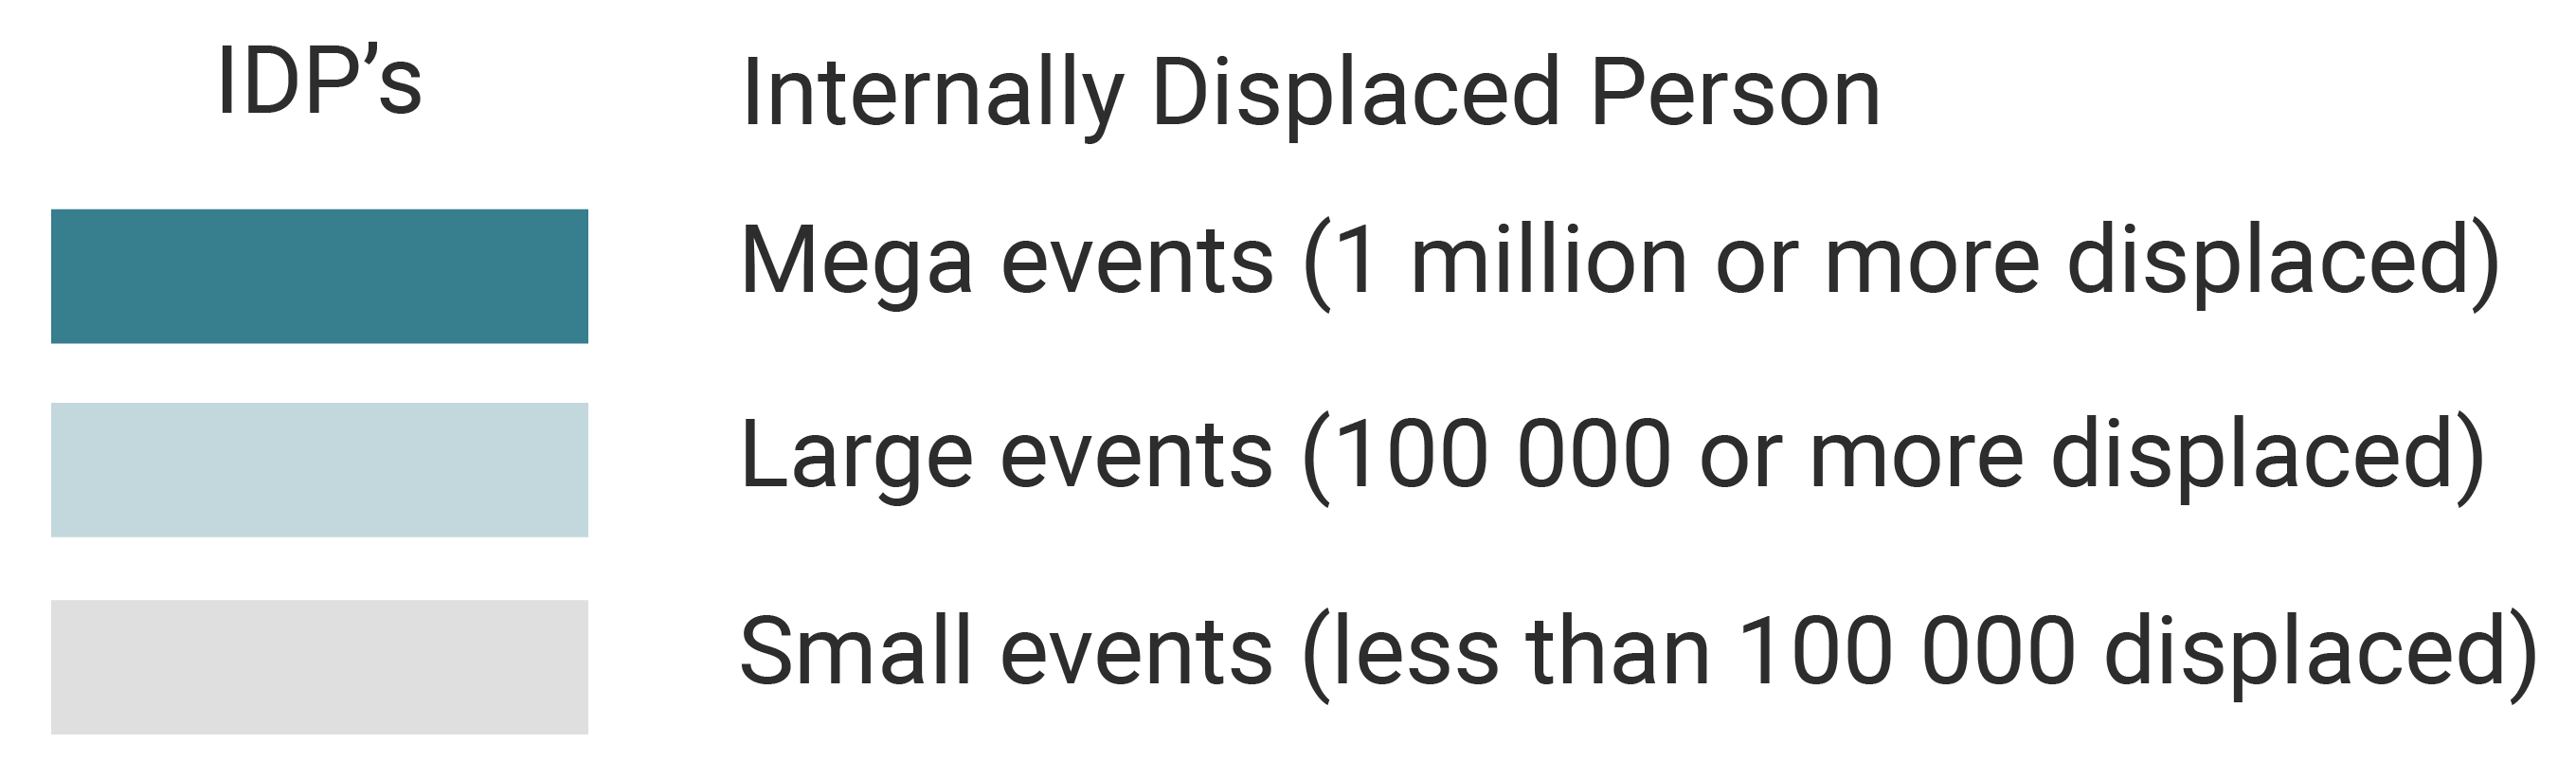 IDP’s Internally Displaced Person
Mega events (1 million or more displaced)
Large events (100 000 or more displaced)
Small events (less than 100 000 displaced)